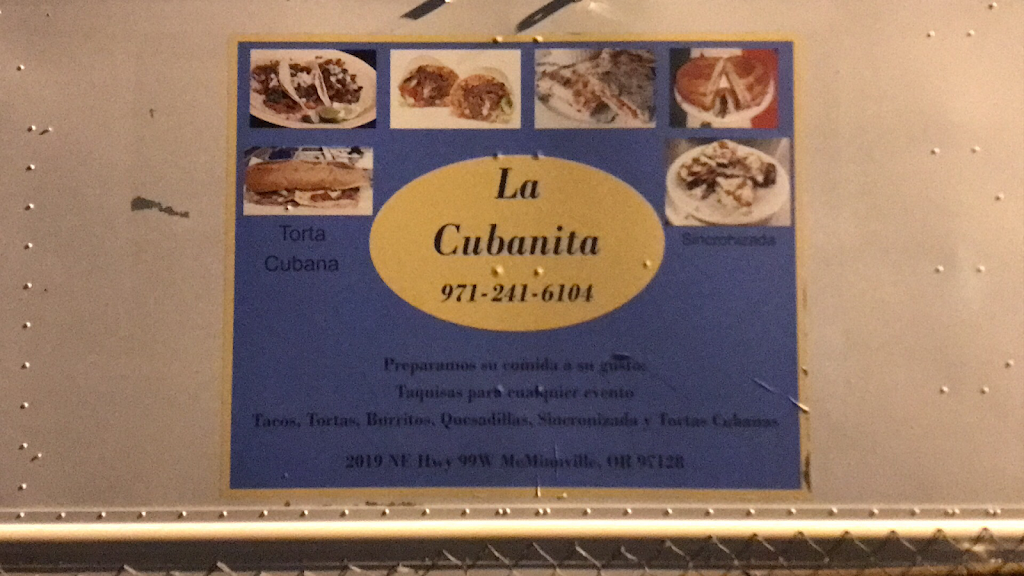 La
Cubanita
971-241-6104
Torta
Cubana
Sincronizada
Preparamos su comida a su gusto:
Taquisas para cualquier evento
Tacos, Tortas, Burritos, Quesadillas, Sincronizada y Tortas Cubanas
2019 NE Hwy 99W McMinnville, OR 97128